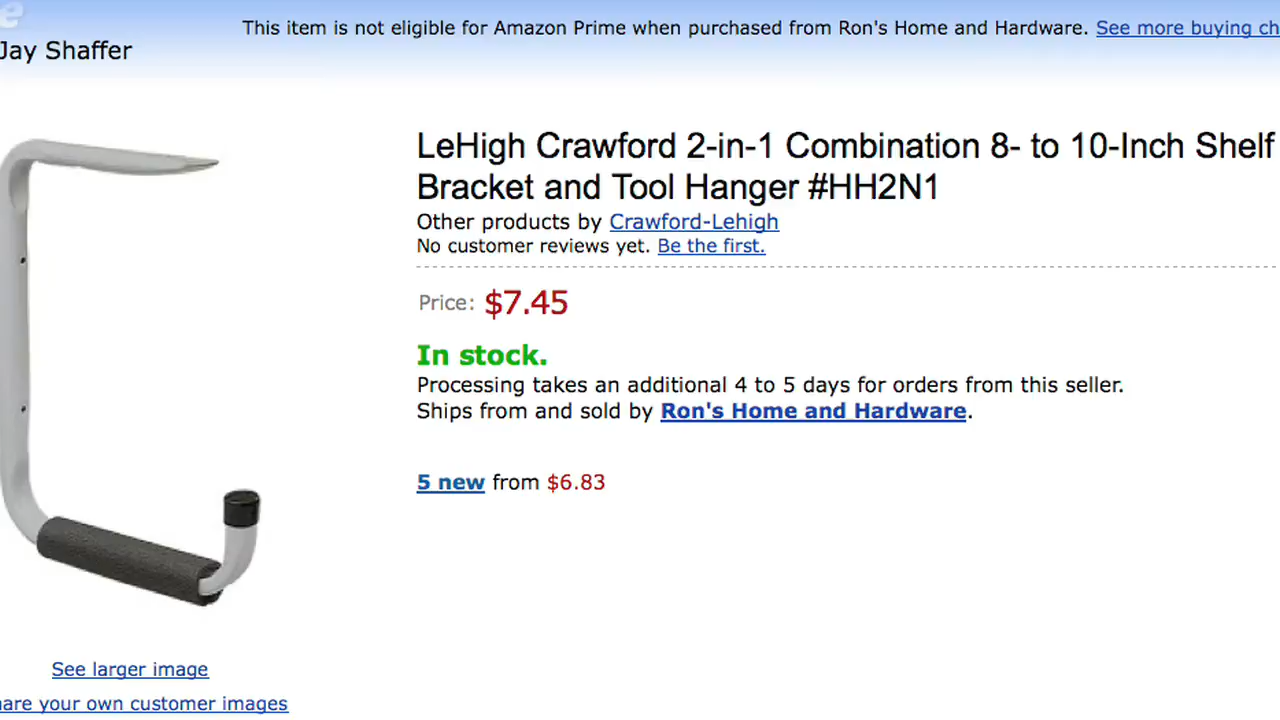 This item is not eligible for Amazon Prime when purchased from Ron's Home and Hardware. See more buying
Jay Shaffer
LeHigh Crawford 2-in-1 Combination 8- to 10-Inch Shelf
Bracket and Tool Hanger #HH2N1
Other products by Crawford-Lehigh
No customer reviews yet. Be the first.
Price: $7.45
In stock.
Processing takes an additional 4 to 5 days for orders from this seller.
Ships from and sold by Ron's Home and Hardware.
5 new from $6.83
See larger image
your own customer images